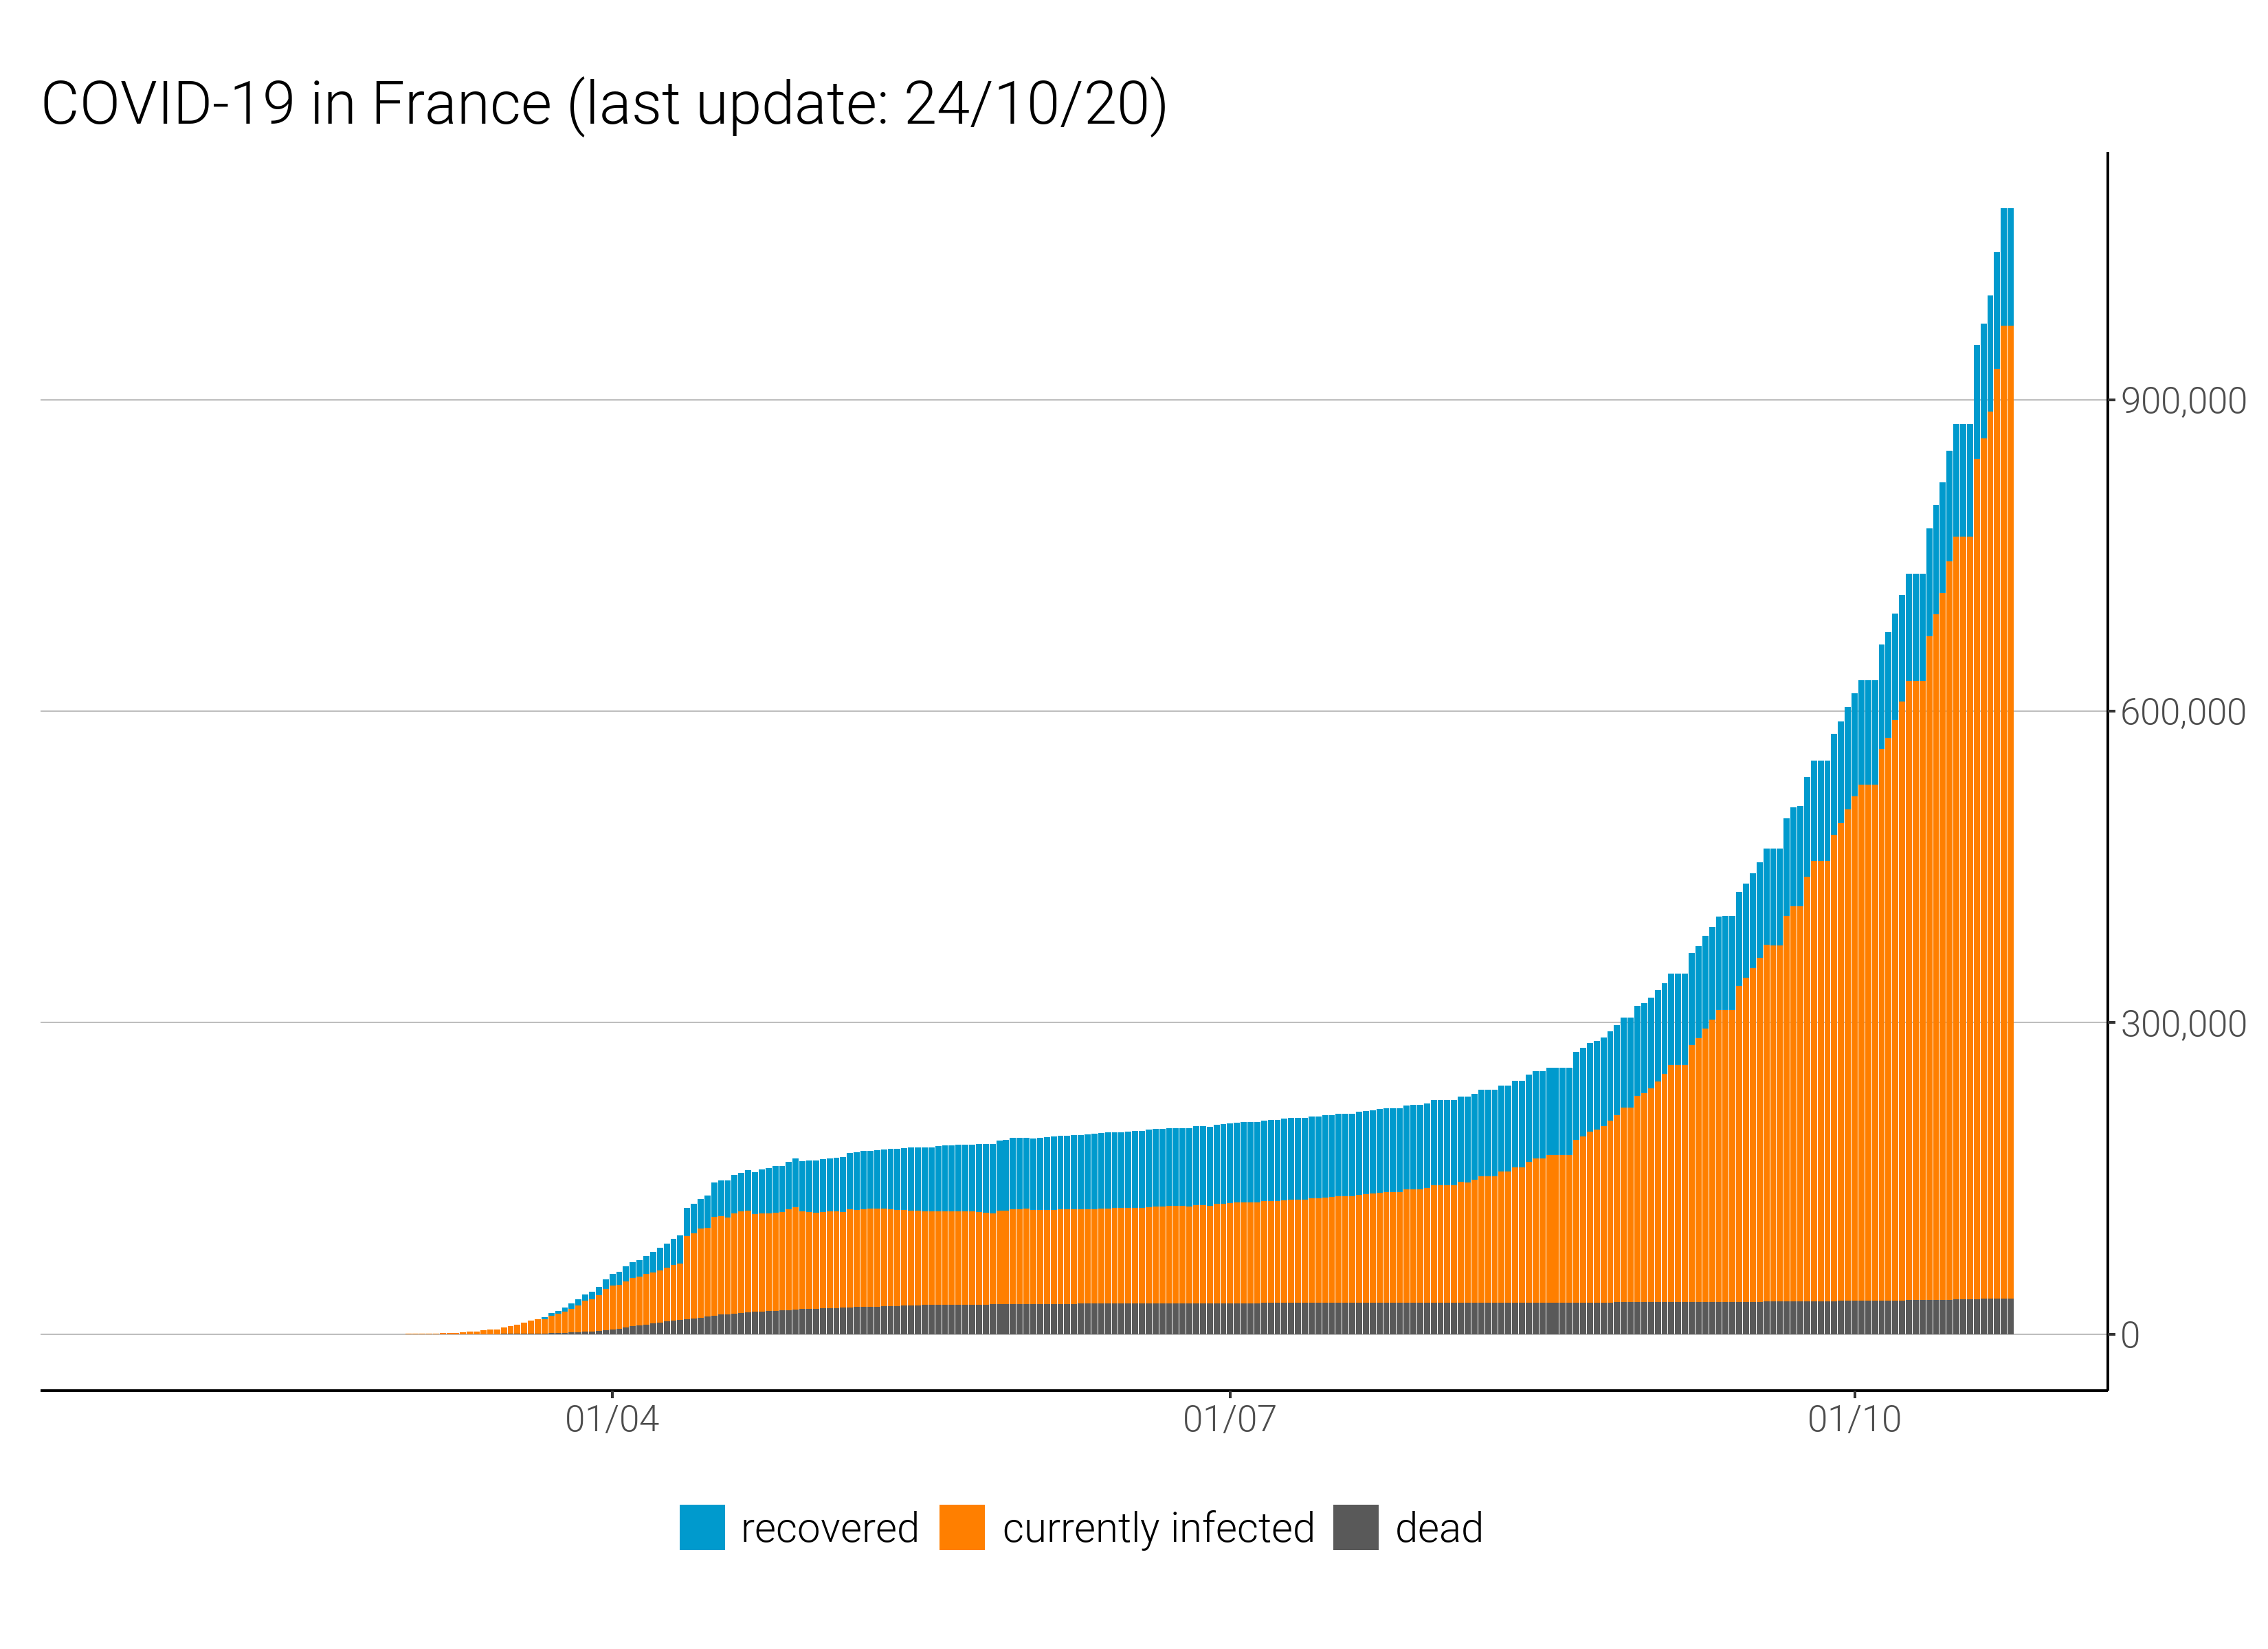 COVID-19 in France (last update: 24/10/20)
900,000
600,000
300,000
0
01/04 01/07 01/10
recovered currently infected dead